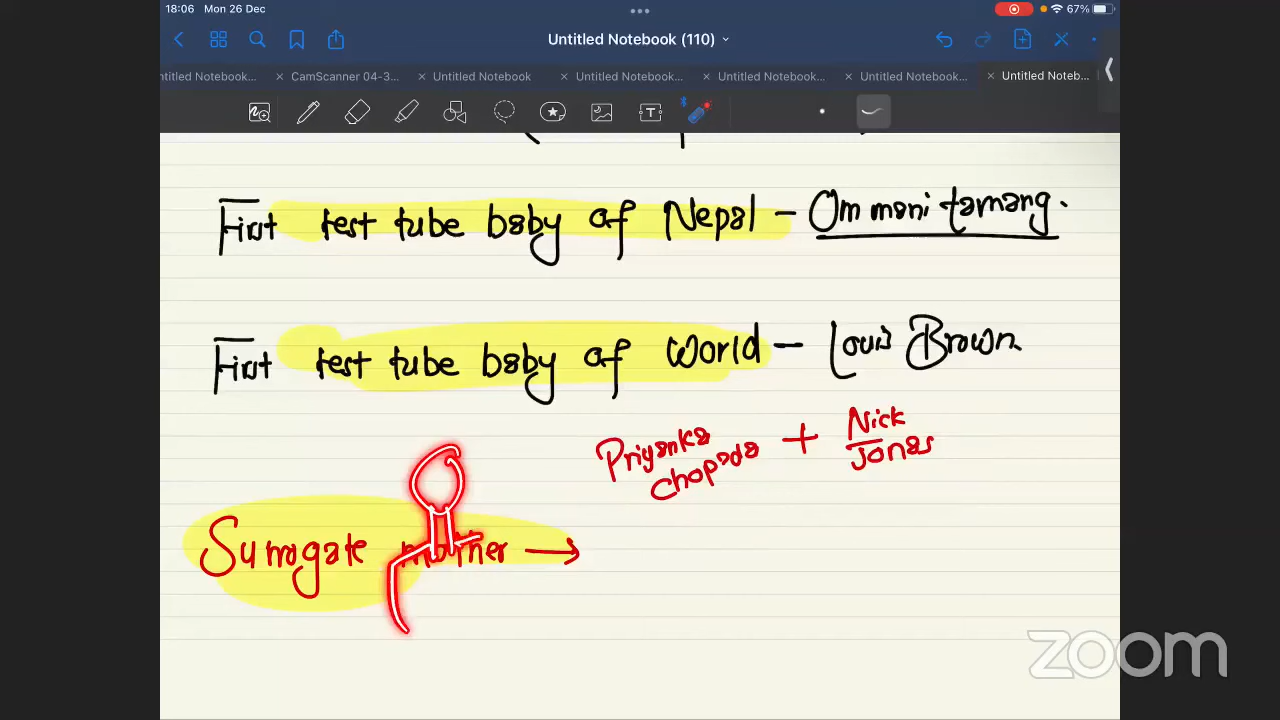 18:06 Mon 26 Dec 67%
Untitled Notebook (110)
ntitled Notebook... CamScanner 04-3... Untitled Notebook Untitled Notebook... Untitled Notebook... Untitled Notebook... Untitled Noteb...
First test tube baby of Nepal - Om mani tamang.
First test tube baby of World - Louis Brown
Priyanka + Nick
chopada Jonas
Surrogate mother →
zoom